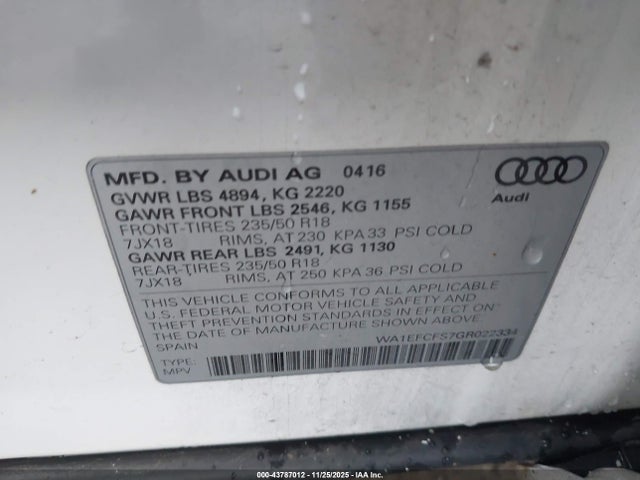 MFD. BY AUDI AG 0416
GVWR LBS 4894, KG 2220
GAWR FRONT LBS 2546, KG 1155
FRONT-TIRES 235/50 R18
7JX18 RIMS, AT 230 KPA 33 PSI COLD
GAWR REAR LBS 2491, KG 1130
REAR-TIRES 235/50 R18
7JX18 RIMS, AT 250 KPA 36 PSI COLD
THIS VEHICLE CONFORMS TO ALL APPLICABLE
U.S. FEDERAL MOTOR VEHICLE SAFETY AND
THEFT PREVENTION STANDARDS IN EFFECT ON
THE DATE OF MANUFACTURE SHOWN ABOVE.
SPAIN WA1EFCFS7GR022334
TYPE:
MPV
Audi
000-43787012 - 11/25/2025 - IAA Inc.